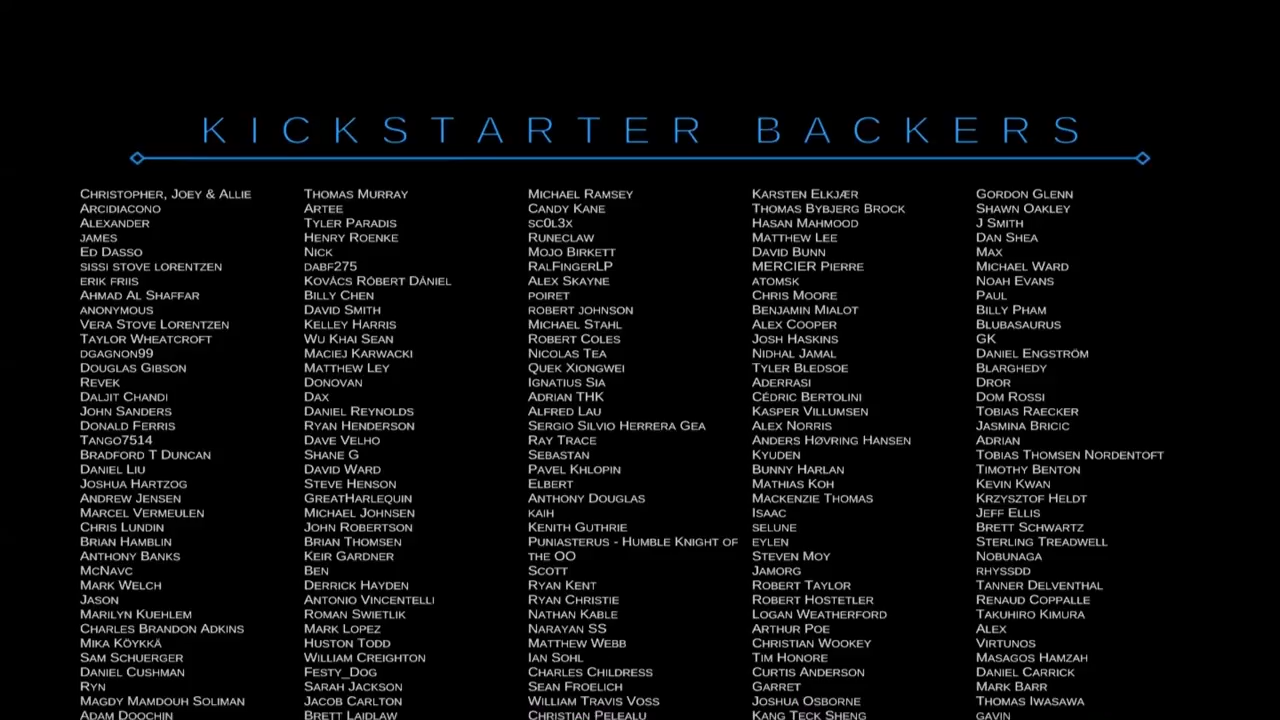 KICKSTARTER BACKERS
Christopher, Joey & Allie
Arcidiacono
Alexander
james
Ed Dasso
sissi stove lorentzen
erik friis
Ahmad Al Shaffar
anonymous
Vera Stove Lorentzen
Taylor Wheatcroft
dgagnon99
Douglas Gibson
Revek
Daljit Chandi
John Sanders
Donald Ferris
Tango7514
Bradford T Duncan
Daniel Liu
Joshua Hartzog
Andrew Jensen
Marcel Vermeulen
Chris Lundin
Brian Hamblin
Anthony Banks
McNavc
Mark Welch
Jason
Marilyn Kuehlem
Charles Brandon Adkins
Mika Köykkä
Sam Schuerger
Daniel Cushman
Ryn
Magdy Mamdouh Soliman
Adam Doochin
Thomas Murray
Artee
Tyler Paradis
Henry Roenke
Nick
dabf275
Kovács Róbert Dániel
Billy Chen
David Smith
Kelley Harris
Wu Khai Sean
Maciej Karwacki
Matthew Ley
Donovan
Dax
Daniel Reynolds
Ryan Henderson
Dave Velho
Shane G
David Ward
Steve Henson
GreatHarlequin
Michael Johnsen
John Robertson
Brian Thomsen
Keir Gardner
Ben
Derrick Hayden
Antonio Vincentelli
Roman Swietlik
Mark Lopez
Huston Todd
William Creighton
Festy_Dog
Sarah Jackson
Jacob Carlton
Brett Laidlaw
Michael Ramsey
Candy Kane
sc0l3x
Runeclaw
Mojo Birkett
RalFingerLP
Alex Skayne
poiret
robert johnson
Michael Stahl
Robert Coles
Nicolas Tea
Quek Xiongwei
Ignatius Sia
Adrian THK
Alfred Lau
Sergio Silvio Herrera Gea
Ray Trace
Sebastan
Pavel Khlopin
Elbert
Anthony Douglas
kaih
Kenith Guthrie
Puniasterus - Humble Knight of
the OO
Scott
Ryan Kent
Ryan Christie
Nathan Kable
Narayan SS
Matthew Webb
Ian Sohl
Charles Childress
Sean Froelich
William Travis Voss
Christian Pelealu
Karsten Elkjær
Thomas Bybjerg Brock
Hasan Mahmood
Matthew Lee
David Bunn
MERCIER Pierre
atomsk
Chris Moore
Benjamin Mialot
Alex Cooper
Josh Haskins
Nidhal Jamal
Tyler Bledsoe
Aderrasi
Cédric Bertolini
Kasper Villumsen
Alex Norris
Anders Høvring Hansen
Kyuden
Bunny Harlan
Mathias Koh
Mackenzie Thomas
Isaac
selune
eylen
Steven Moy
Jamorg
Robert Taylor
Robert Hostetler
Logan Weatherford
Arthur Poe
Christian Wookey
Tim Honore
Curtis Anderson
Garret
Joshua Osborne
Kang Teck Sheng
Gordon Glenn
Shawn Oakley
J Smith
Dan Shea
Max
Michael Ward
Noah Evans
Paul
Billy Pham
Blubasaurus
GK
Daniel Engström
Blarghedy
Dror
Dom Rossi
Tobias Raecker
Jasmina Bricic
Adrian
Tobias Thomsen Nordentoft
Timothy Benton
Kevin Kwan
Krzysztof Heldt
Jeff Ellis
Brett Schwartz
Sterling Treadwell
Nobunaga
rhyssdd
Tanner Delventhal
Renaud Coppalle
Takuhiro Kimura
Alex
Virtunos
Masagos Hamzah
Daniel Carrick
Mark Barr
Thomas Iwasawa
gavin